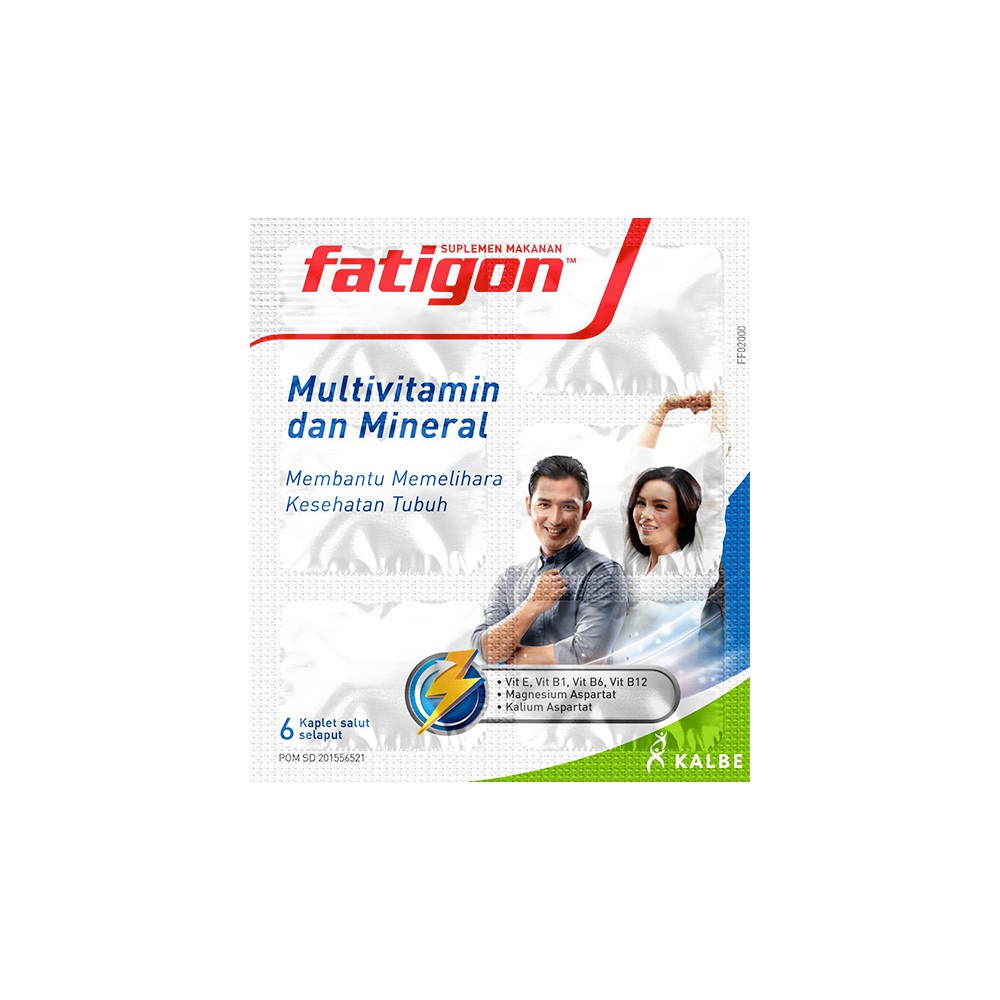 SUPLEMEN MAKANAN
fatigon™
FF02000
Multivitamin
dan Mineral
Membantu Memelihara
Kesehatan Tubuh
• Vit E, Vit B1, Vit B6, Vit B12
• Magnesium Aspartat
• Kalium Aspartat
6 Kaplet salut
selaput
POM SD 201556521
KALBE